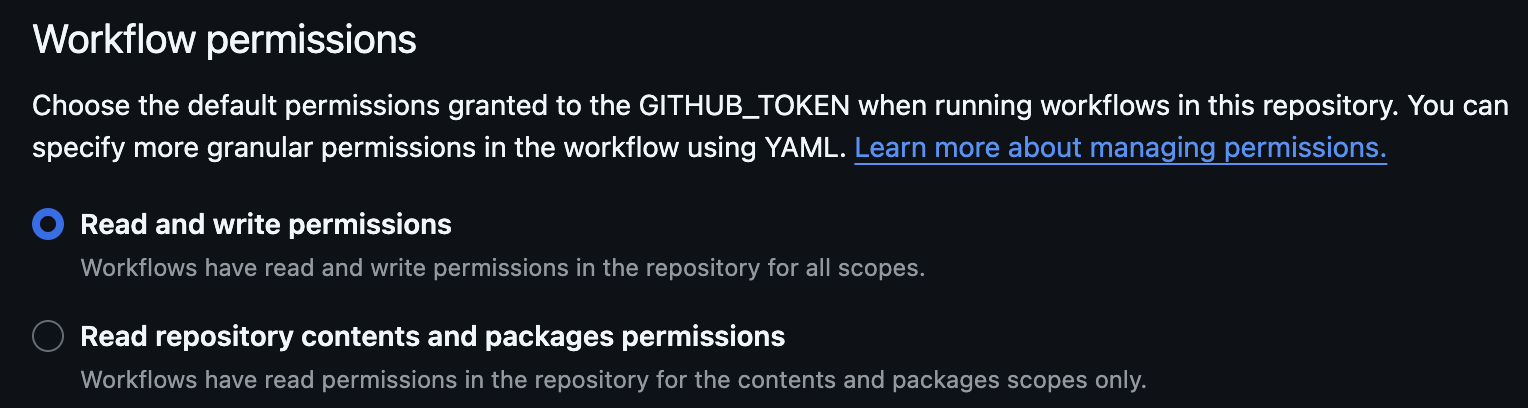 Workflow permissions
Choose the default permissions granted to the GITHUB_TOKEN when running workflows in this repository. You can
specify more granular permissions in the workflow using YAML. Learn more about managing permissions.
Read and write permissions
Workflows have read and write permissions in the repository for all scopes.
Read repository contents and packages permissions
Workflows have read permissions in the repository for the contents and packages scopes only.